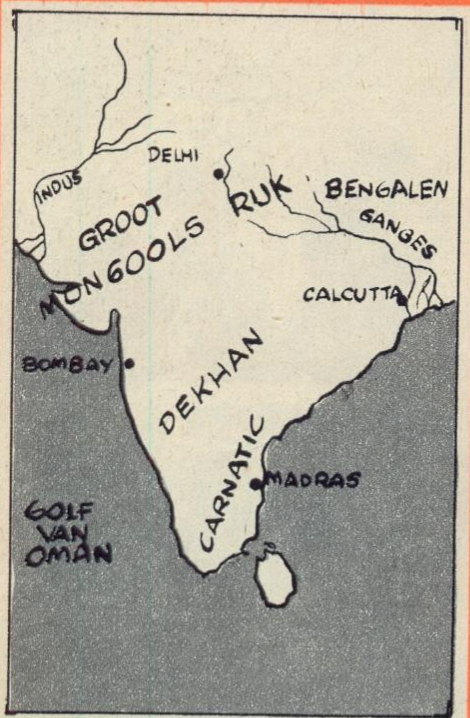 DELHI
INDUS
GROOT
MONGOOLS RIJK
BENGALEN
GANGES
CALCUTTA
BOMBAY
DEKHAN
CARNATIC
MADRAS
GOLF
VAN
OMAN